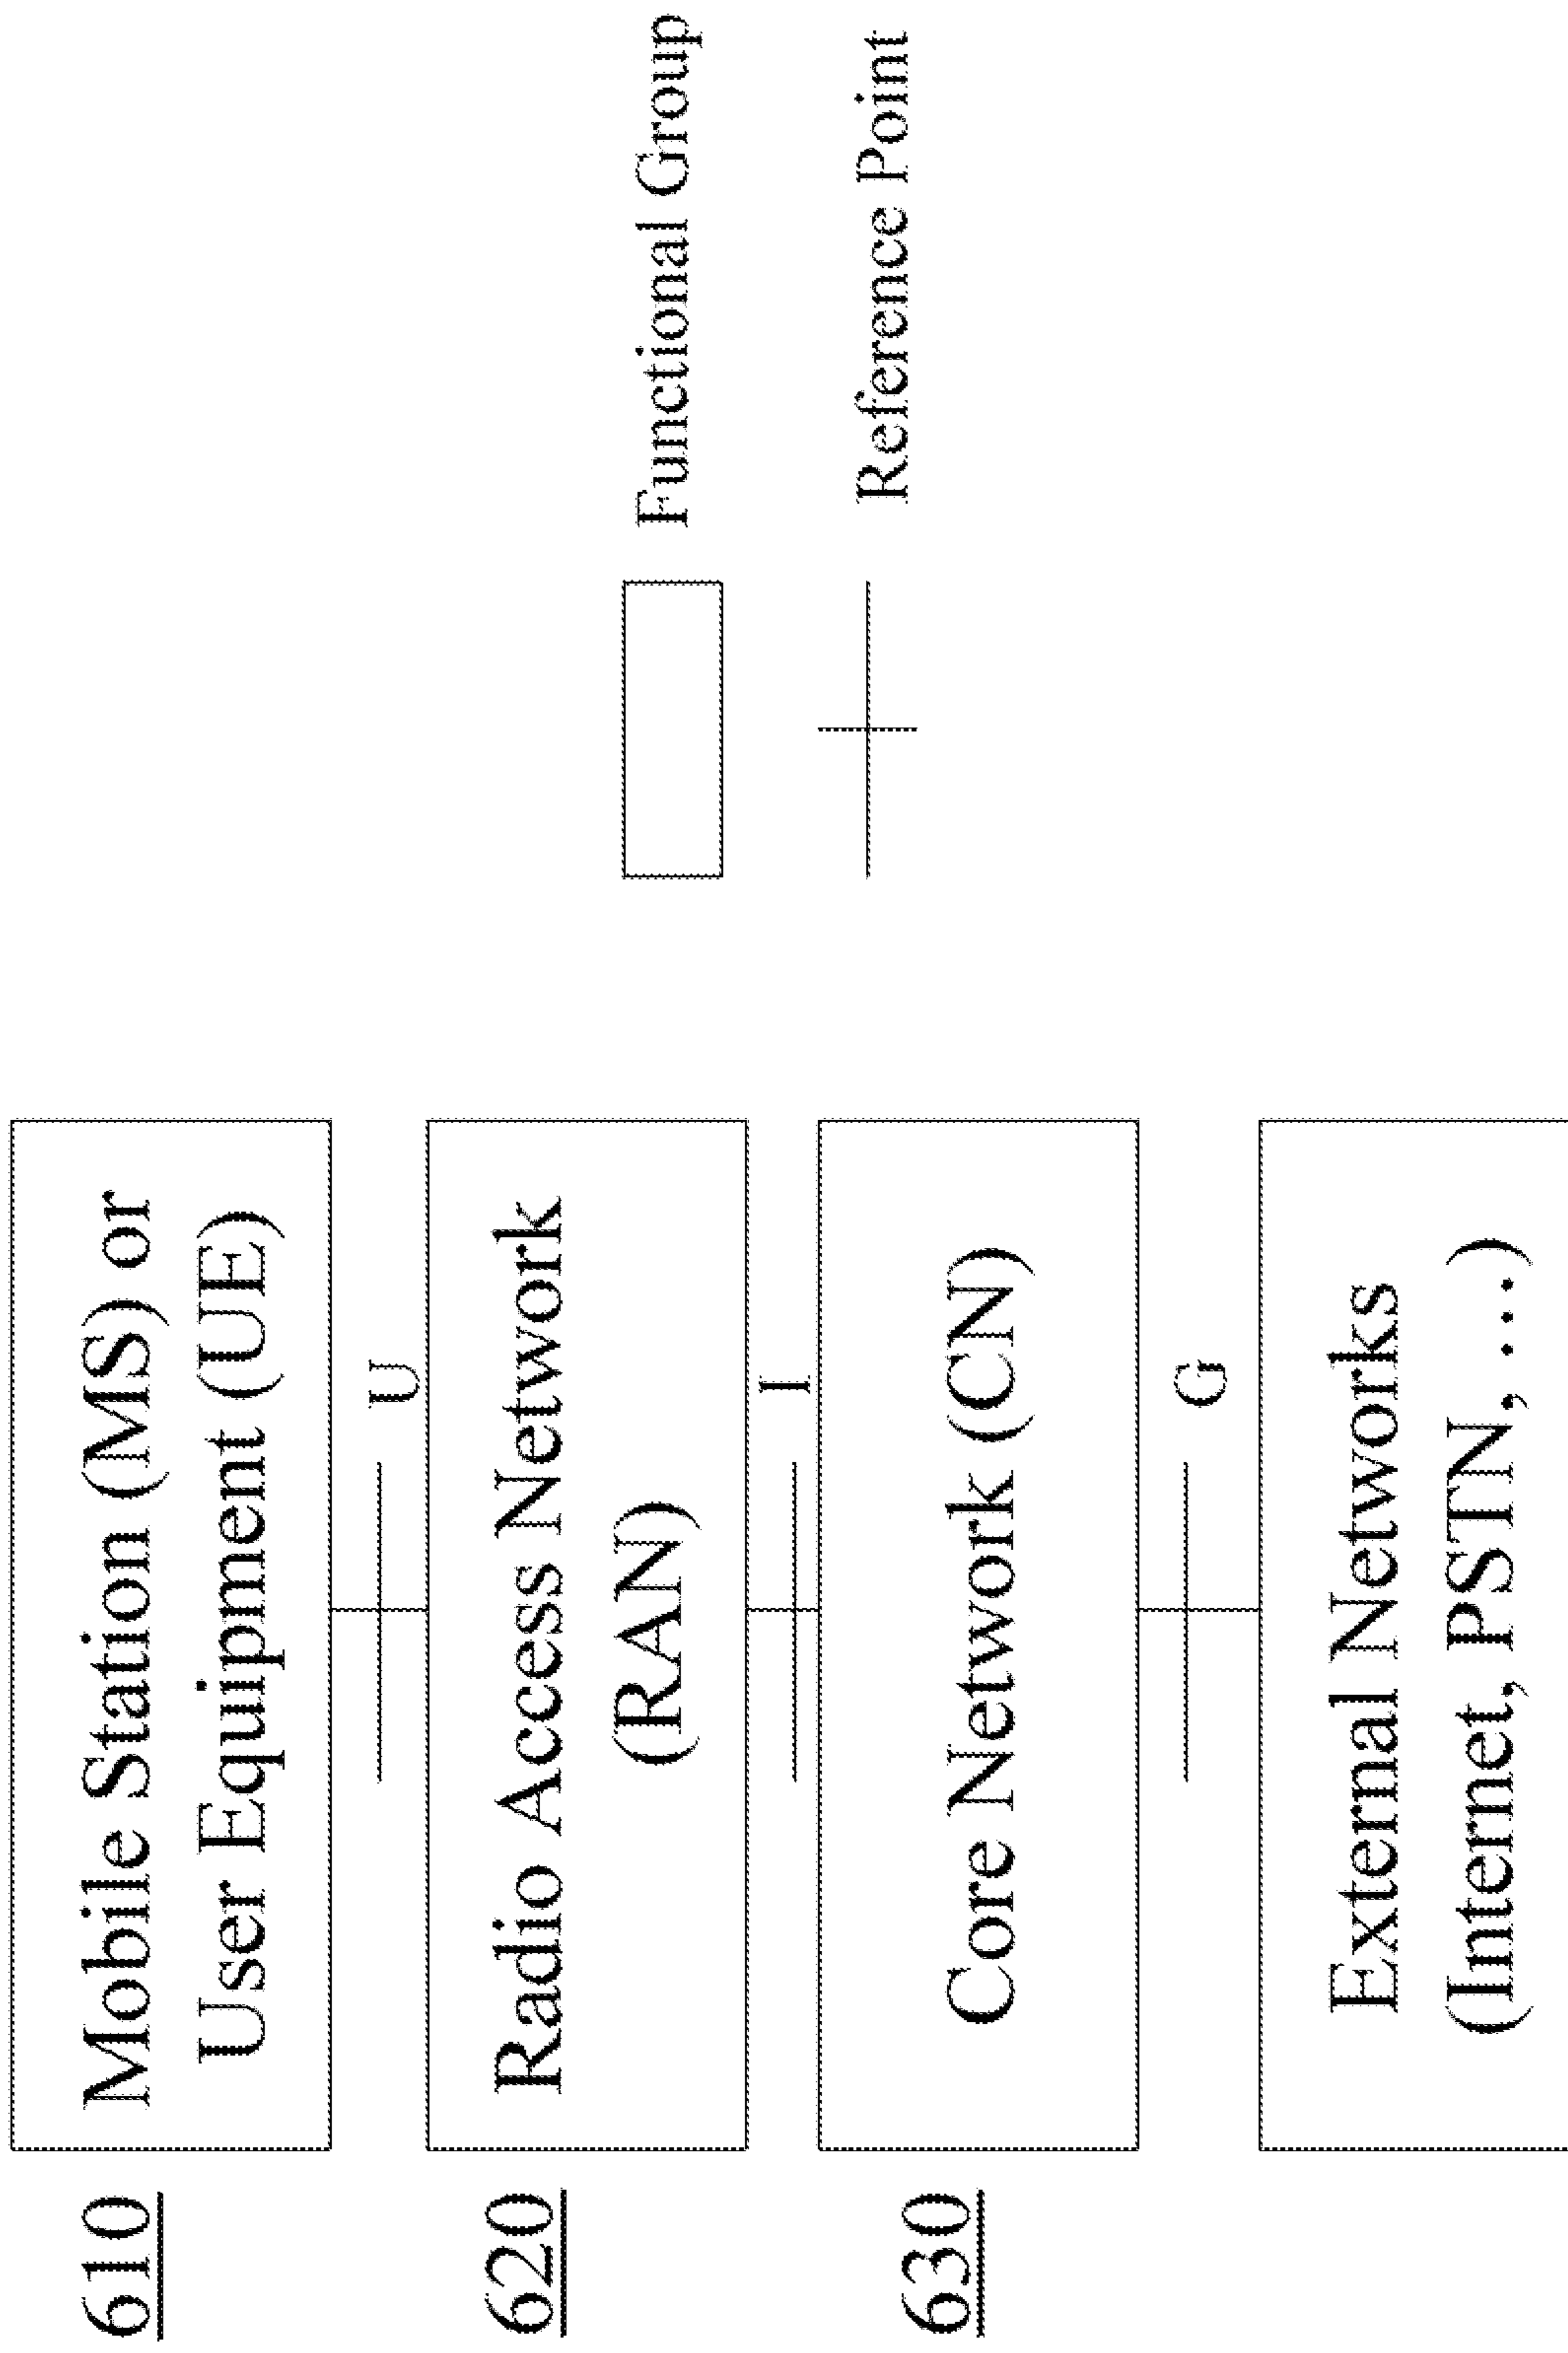 610
Mobile Station (MS) or
User Equipment (UE)
U
620
Radio Access Network
(RAN)
I
630
Core Network (CN)
G
External Networks
(Internet, PSTN, ...)
Functional Group
Reference Point